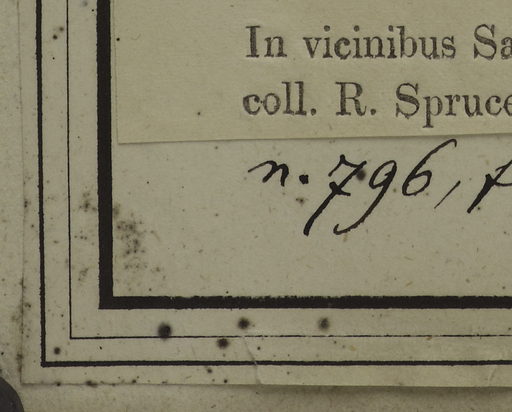 In vicinibus Sa
coll. R. Spruce
n. 796,